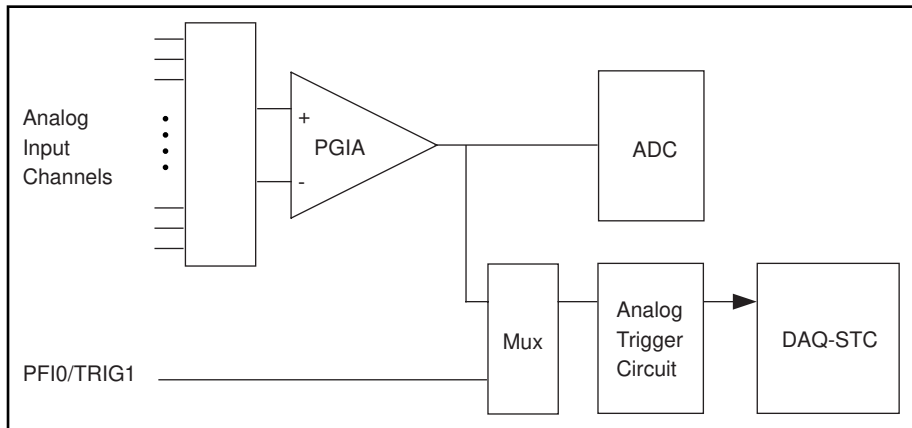 Analog
Input
Channels
+
PGIA
-
ADC
Mux
Analog
Trigger
Circuit
DAQ-STC
PFI0/TRIG1